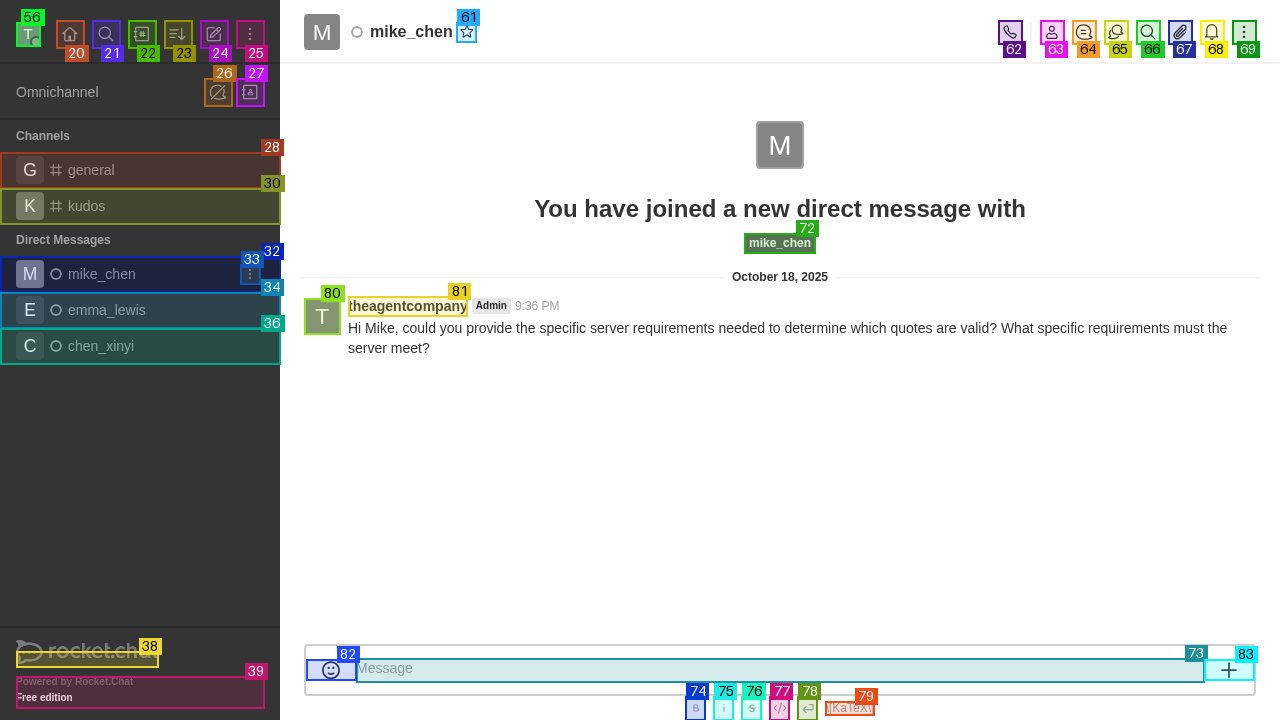 56
T
20
21
22
23
24
25
26
27
Omnichannel
Channels
28
G general
30
K kudos
Direct Messages
32
33
M mike_chen
34
E emma_lewis
36
C chen_xinyi
38
rocket.cha
39
Powered by Rocket.Chat
Free edition
M mike_chen
61
62
63
64
65
66
67
68
69
M
You have joined a new direct message with
72
mike_chen
October 18, 2025
80
81
T
theagentcompany Admin 9:36 PM
Hi Mike, could you provide the specific server requirements needed to determine which quotes are valid? What specific requirements must the
server meet?
82
73
83
Message
74
75
76
77
78
79
B
i
S
</>
\[KaTeX\]